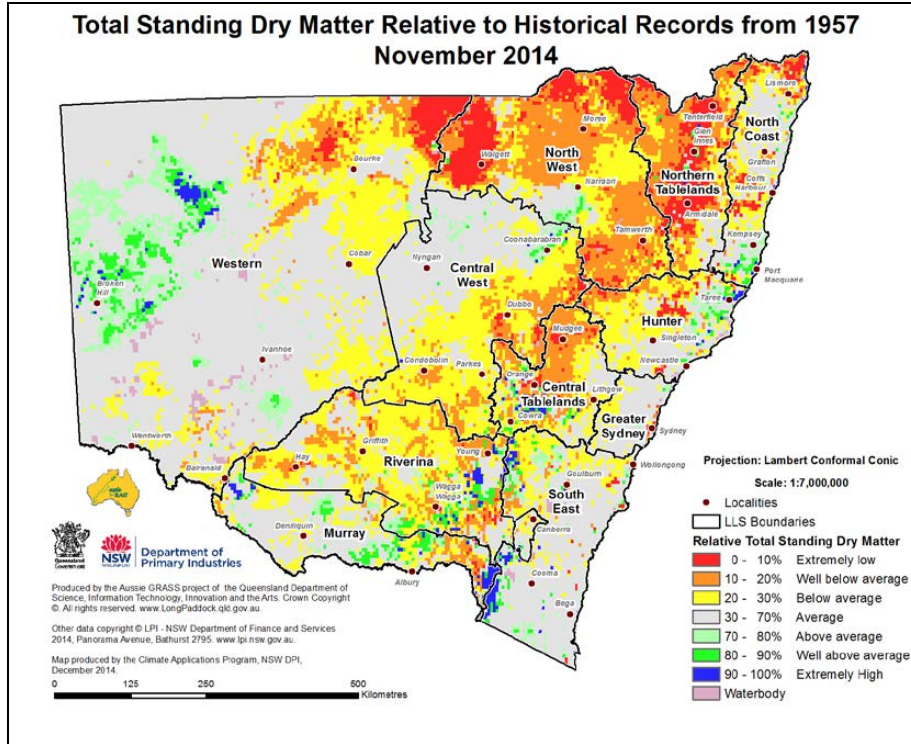 Total Standing Dry Matter Relative to Historical Records from 1957
November 2014
Lismore
Tenterfield
North
Coast
Moree
Glen
Innes
North
West
Walgett
Bourke
Grafton
Northern
Tablelands
Coffs
Harbour
Narrabri
Armidale
Kempsey
Tamworth
Coonabarabran
Western
Cobar
Nyngan
Central
West
Port
Macquarie
Broken
Hill
Taree
Dubbo
Hunter
Mudgee
Singleton
Ivanhoe
Newcastle
Condobolin
Parkes
Orange
Central
Tablelands
Lithgow
Greater
Sydney
Cowra
Sydney
Wentworth
Griffith
Young
Hay
Riverina
Balranald
Wollongong
Goulburn
South
East
Wagga
Wagga
Deniliquin
Murray
Canberra
Albury
Cooma
Bega
Aussie
GRASS
Queensland
Government
NSW
GOVERNMENT
Department of
Primary Industries
Produced by the Aussie GRASS project of the Queensland Department of
Science, Information Technology, Innovation and the Arts. Crown Copyright
©. All rights reserved. www.LongPaddock.qld.gov.au
Other data copyright © LPI - NSW Department of Finance and Services
2014, Panorama Avenue, Bathurst 2795. www.lpi.nsw.gov.au.
Map produced by the Climate Applications Program, NSW DPI,
December 2014.
0 125 250 500
Kilometres
Projection: Lambert Conformal Conic
Scale: 1:7,000,000
Localities
LLS Boundaries
Relative Total Standing Dry Matter
0 - 10% Extremely low
10 - 20% Well below average
20 - 30% Below average
30 - 70% Average
70 - 80% Above average
80 - 90% Well above average
90 - 100% Extremely High
Waterbody